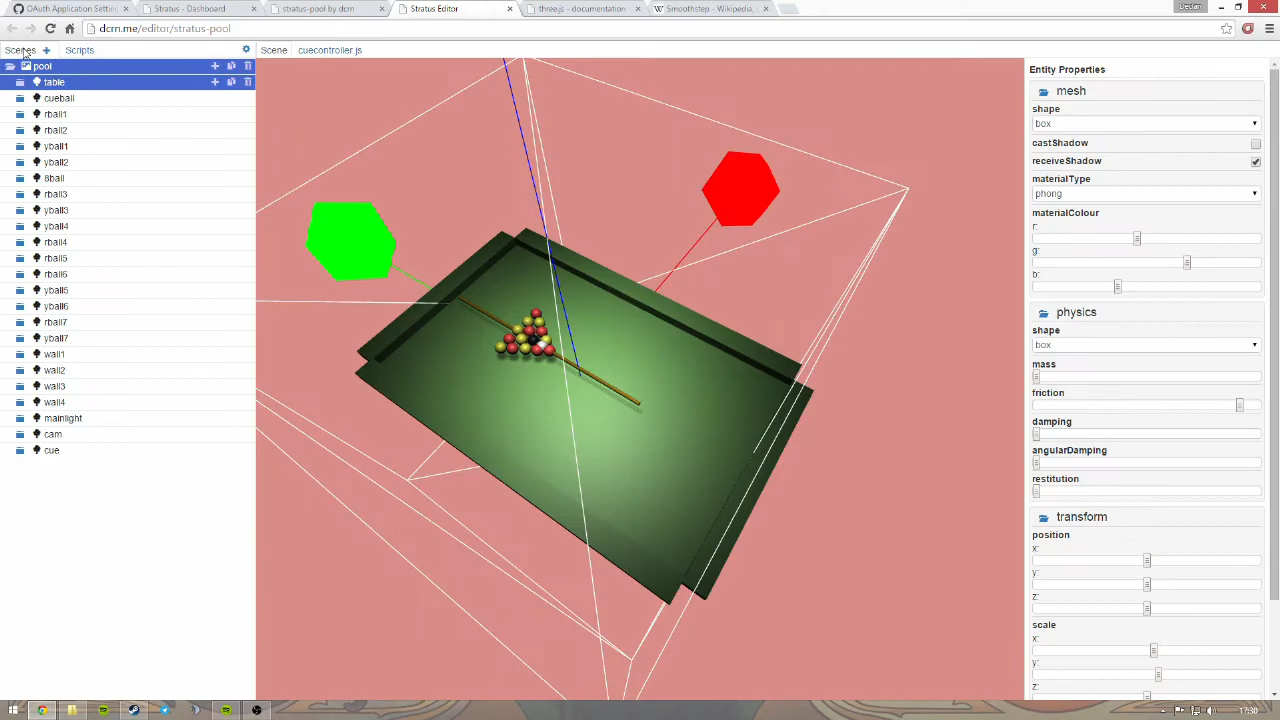 OAuth Application Settin
Stratus - Dashboard
stratus-pool by dcrn
Stratus Editor
three.js - documentation
Smoothstep - Wikipedia,
Declan
dcrn.me/editor/stratus-pool
Scenes
Scripts
Scene
cuecontroller.js
pool
table
cueball
rball1
rball2
yball1
yball2
8ball
rball3
yball3
yball4
rball4
rball5
rball6
yball5
yball6
rball7
yball7
wall1
wall2
wall3
wall4
mainlight
cam
cue
Entity Properties
mesh
shape
box
castShadow
receiveShadow
materialType
phong
materialColour
r:
g:
b:
physics
shape
box
mass
friction
damping
angularDamping
restitution
transform
position
x:
y:
z:
scale
x:
y:
z:
17:30